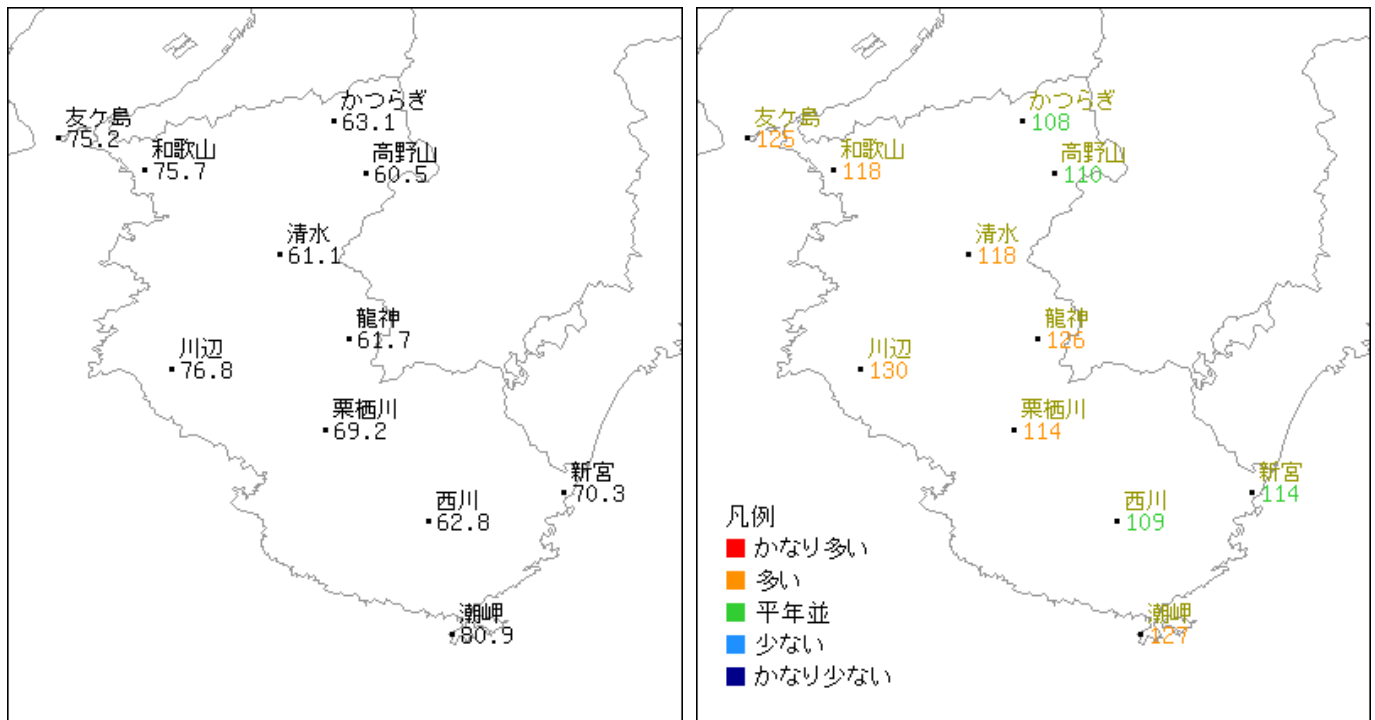 かつらぎ
63.1
友ケ島
75.2
和歌山
75.7
高野山
60.5
清水
61.1
龍神
61.7
川辺
76.8
栗栖川
69.2
新宮
70.3
西川
62.8
潮岬
80.9
かつらぎ
108
友ケ島
125
和歌山
118
高野山
110
清水
118
龍神
126
川辺
130
栗栖川
114
新宮
114
西川
109
潮岬
127
凡例
かなり多い
多い
平年並
少ない
かなり少ない